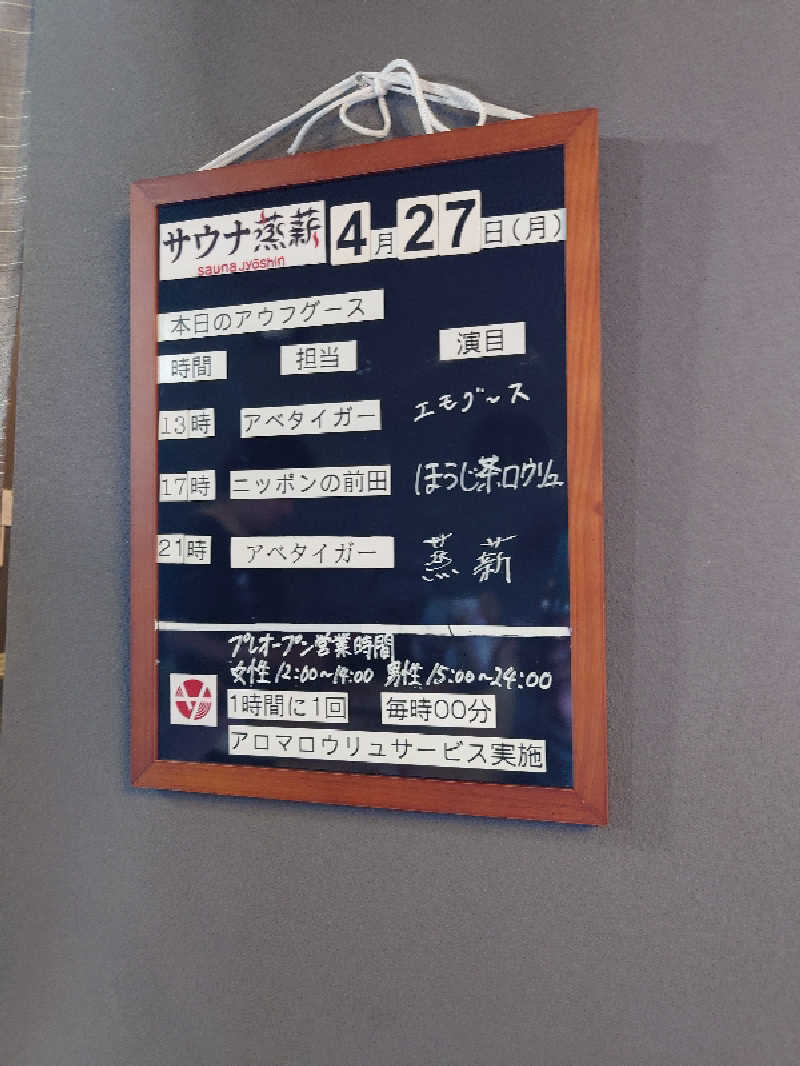 サウナ蒸薪 4月27日(月)
saunaJyōshin
本日のアウフグース
時間 担当 演目
13時 アベタイガー エモグ〜ス
17時 ニッポンの前田 ほうじ茶ロウリュ
21時 アベタイガー 蒸薪
プレオープン営業時間
女性12:00〜14:00 男性15:00〜24:00
1時間に1回 毎時00分
アロマロウリュサービス実施